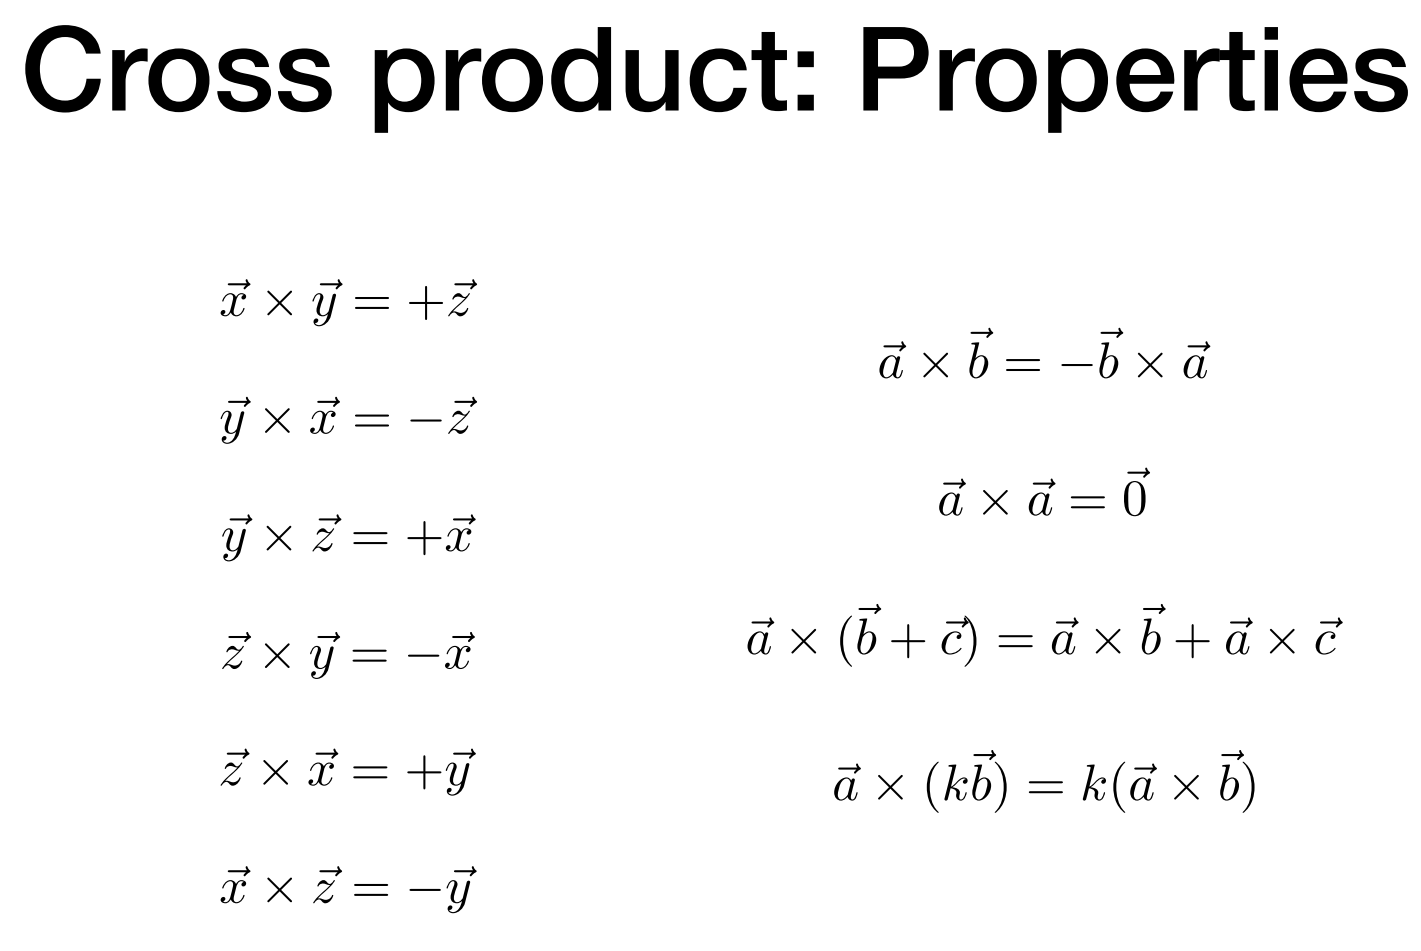 Cross product: Properties
$\vec{x} \times \vec{y} = +\vec{z}$
$\vec{y} \times \vec{x} = -\vec{z}$
$\vec{y} \times \vec{z} = +\vec{x}$
$\vec{z} \times \vec{y} = -\vec{x}$
$\vec{z} \times \vec{x} = +\vec{y}$
$\vec{x} \times \vec{z} = -\vec{y}$
$\vec{a} \times \vec{b} = -\vec{b} \times \vec{a}$
$\vec{a} \times \vec{a} = \vec{0}$
$\vec{a} \times (\vec{b} + \vec{c}) = \vec{a} \times \vec{b} + \vec{a} \times \vec{c}$
$\vec{a} \times (k\vec{b}) = k(\vec{a} \times \vec{b})$